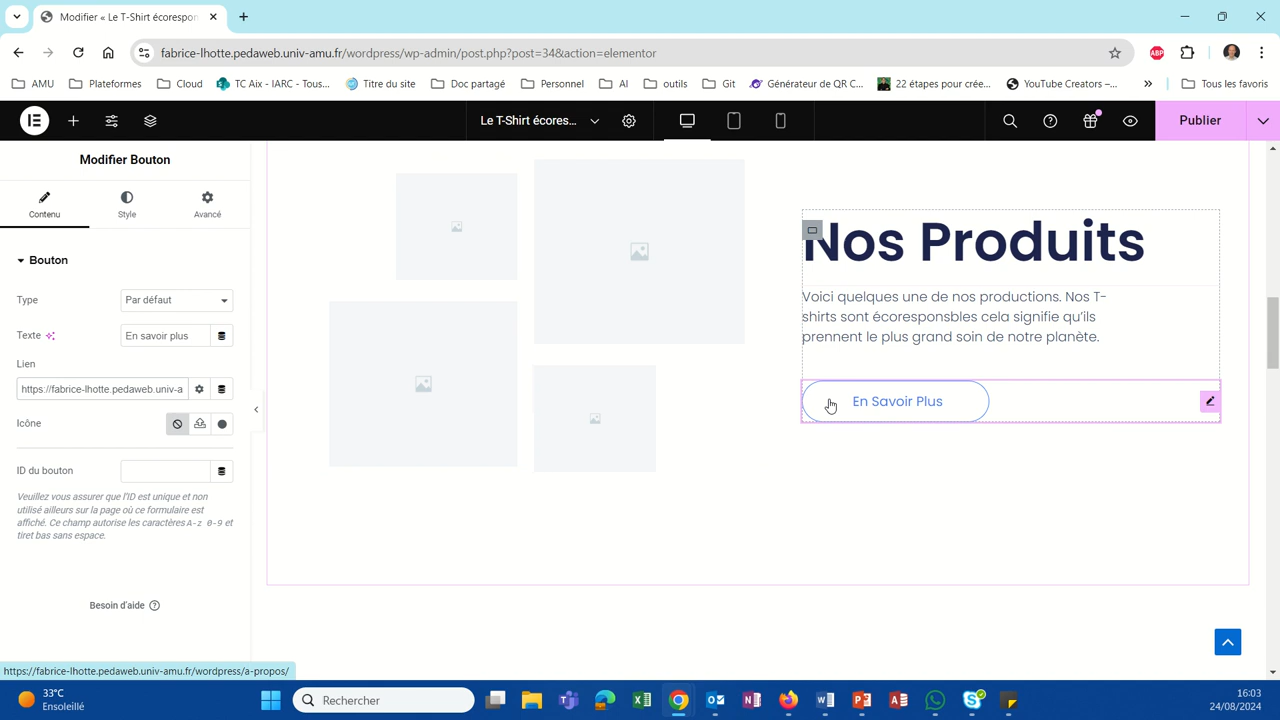 Modifier « Le T-Shirt écorespon
fabrice-lhotte.pedaweb.univ-amu.fr/wordpress/wp-admin/post.php?post=34&action=elementor
ABP
AMU
Plateformes
Cloud
TC Aix - IARC - Tous...
Titre du site
Doc partagé
Personnel
AI
outils
Git
Générateur de QR C...
22 étapes pour crée...
YouTube Creators –...
Tous les favoris
Le T-Shirt écores...
Publier
Modifier Bouton
Contenu
Style
Avancé
Bouton
Type
Par défaut
Texte
En savoir plus
Lien
https://fabrice-lhotte.pedaweb.univ-a
Icône
ID du bouton
Veuillez vous assurer que l'ID est unique et non
utilisé ailleurs sur la page où ce formulaire est
affiché. Ce champ autorise les caractères A-z 0-9 et
tiret bas sans espace.
Besoin d'aide
Nos Produits
Voici quelques une de nos productions. Nos T-
shirts sont écoresponsbles cela signifie qu'ils
prennent le plus grand soin de notre planète.
En Savoir Plus
https://fabrice-lhotte.pedaweb.univ-amu.fr/wordpress/a-propos/
33°C
Ensoleillé
Rechercher
16:03
24/08/2024